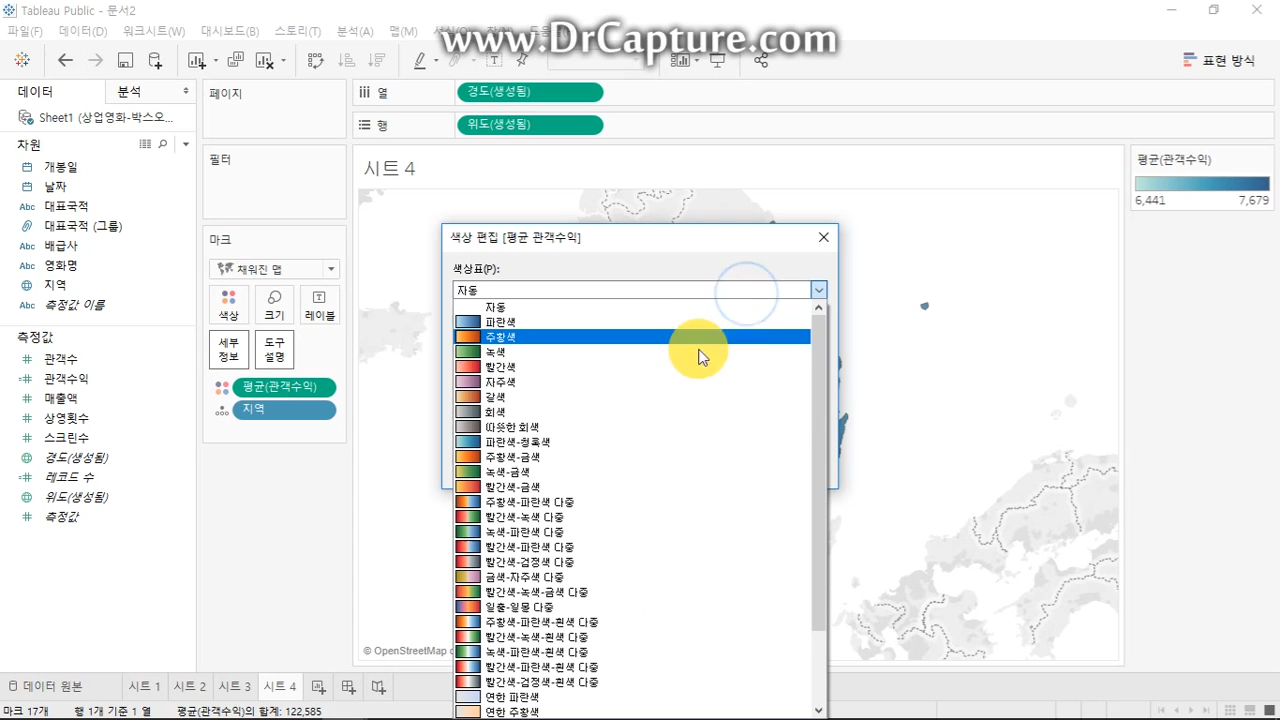 Tableau Public - 문서2
파일(F) 데이터(D) 워크시트(W) 대시보드(B) 스토리(T) 분석(A) 맵(M)
www.DrCapture.com
표현 방식
데이터 분석
Sheet1 (상업영화-박스오...
차원
개봉일
날짜
Abc 대표국적
대표국적 (그룹)
Abc 배급사
Abc 영화명
지역
Abc 측정값 이름
측정값
관객수
관객수익
매출액
상영횟수
스크린수
경도(생성됨)
레코드 수
위도(생성됨)
측정값
페이지
필터
마크
채워진 맵
색상 크기 레이블
세부 정보 도구 설명
평균(관객수익)
지역
열 경도(생성됨)
행 위도(생성됨)
시트 4
평균(관객수익)
6,441 7,679
색상 편집 [평균 관객수익]
색상표(P):
자동
자동
파란색
주황색
녹색
빨간색
자주색
갈색
회색
따뜻한 회색
파란색-청록색
주황색-금색
녹색-금색
빨간색-금색
주황색-파란색 다중
빨간색-녹색 다중
녹색-파란색 다중
빨간색-파란색 다중
빨간색-검정색 다중
금색-자주색 다중
빨간색-녹색-금색 다중
일출-일몰 다중
주황색-파란색-흰색 다중
빨간색-녹색-흰색 다중
녹색-파란색-흰색 다중
빨간색-파란색-흰색 다중
빨간색-검정색-흰색 다중
연한 파란색
연한 주황색
© OpenStreetMap
데이터 원본 시트 1 시트 2 시트 3 시트 4
마크 17개 행 1개 기준 1 열 평균(관객수익)의 합계: 122,585